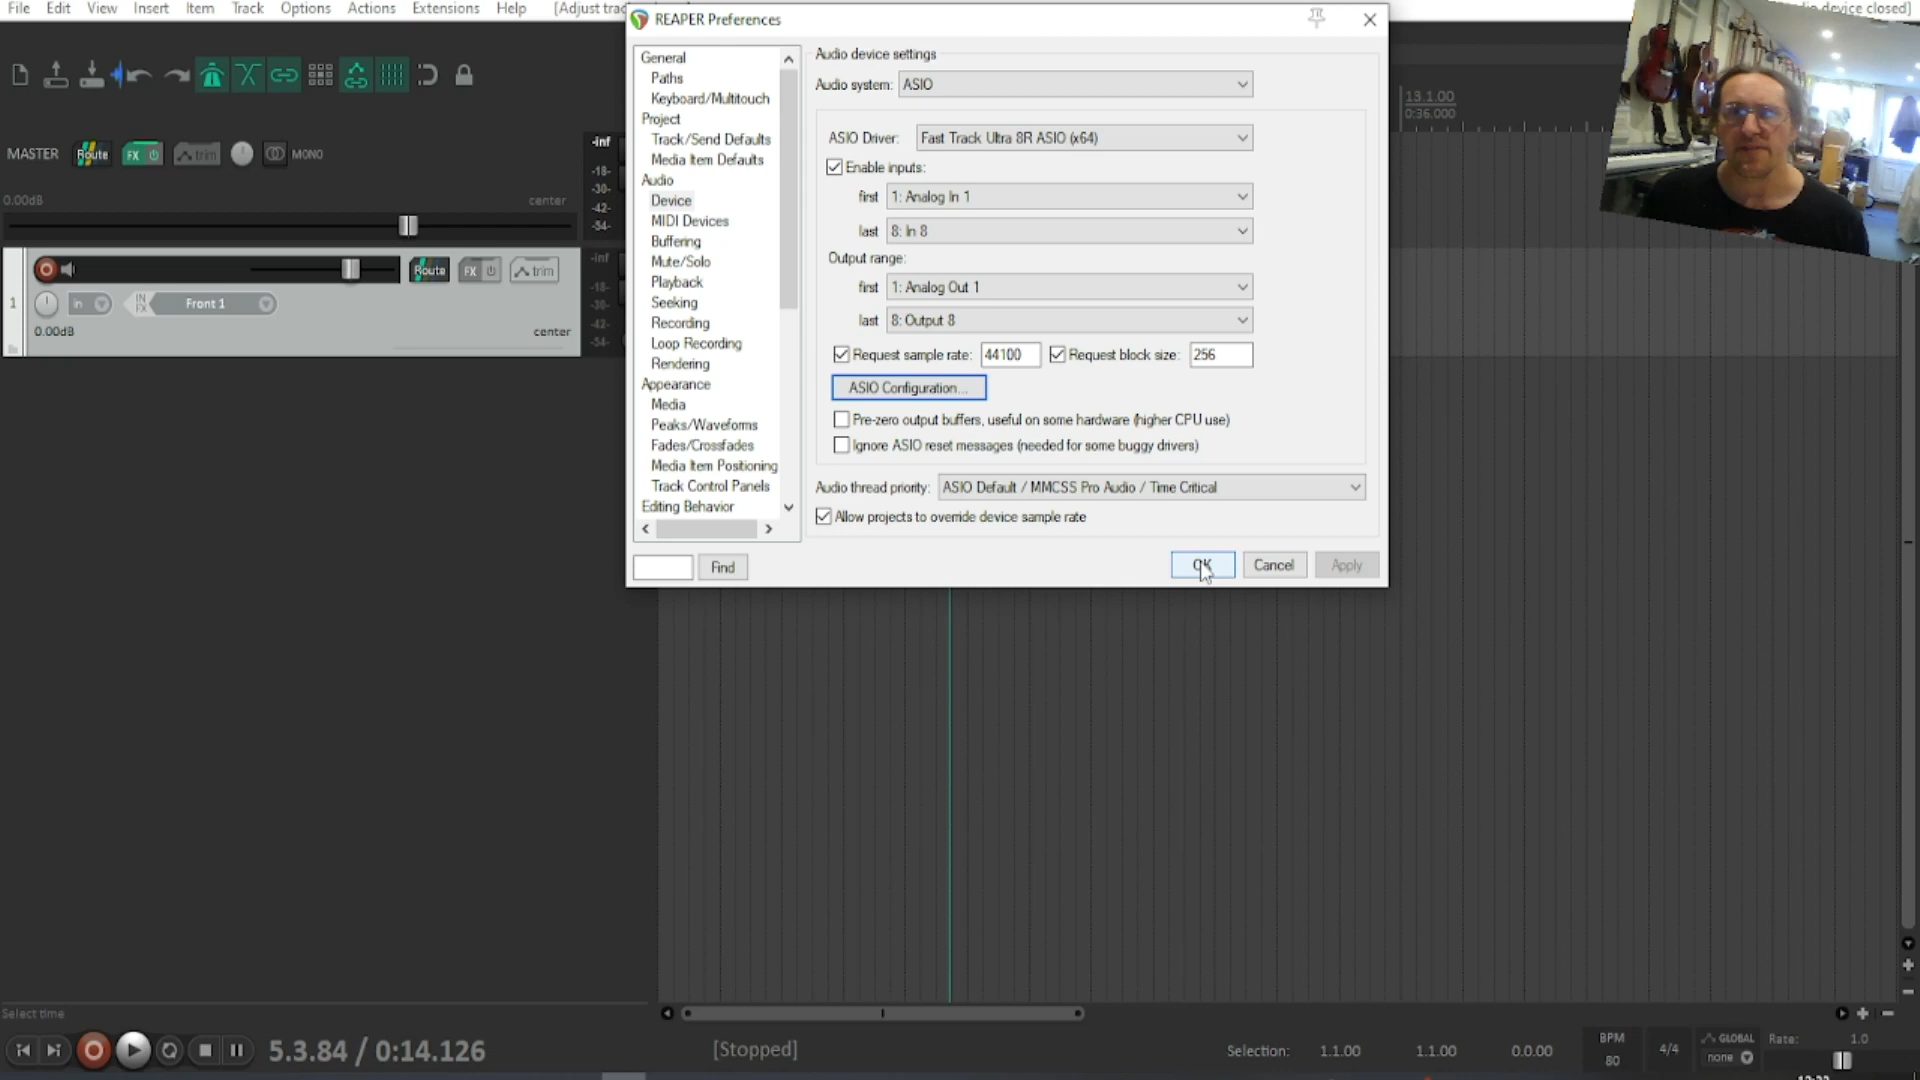 File Edit View Insert Item Track Options Actions Extensions Help [Adjust trac
REAPER Preferences
device closed]
General
Paths
Keyboard/Multitouch
Project
Track/Send Defaults
Media Item Defaults
Audio
Device
MIDI Devices
Buffering
Mute/Solo
Playback
Seeking
Recording
Loop Recording
Rendering
Appearance
Media
Peaks/Waveforms
Fades/Crossfades
Media Item Positioning
Track Control Panels
Editing Behavior
Find
Audio device settings
Audio system: ASIO
ASIO Driver: Fast Track Ultra 8R ASIO (x64)
Enable inputs:
first 1: Analog In 1
last 8: In 8
Output range:
first 1: Analog Out 1
last 8: Output 8
Request sample rate: 44100 Request block size: 256
ASIO Configuration...
Pre-zero output buffers, useful on some hardware (higher CPU use)
Ignore ASIO reset messages (needed for some buggy drivers)
Audio thread priority: ASIO Default / MMCSS Pro Audio / Time Critical
Allow projects to override device sample rate
OK Cancel Apply
13.1.00
0:36.000
MASTER Route FX trim MONO
0.00dB center
-inf
-18-
-30-
-42-
-54-
Route FX trim
1 in IN FX Front 1
0.00dB center
-inf
-18-
-30-
-42-
-54-
Select time
5.3.84 / 0:14.126 [Stopped] Selection: 1.1.00 1.1.00 0.0.00
BPM
80
4/4
GLOBAL
none
Rate: 1.0